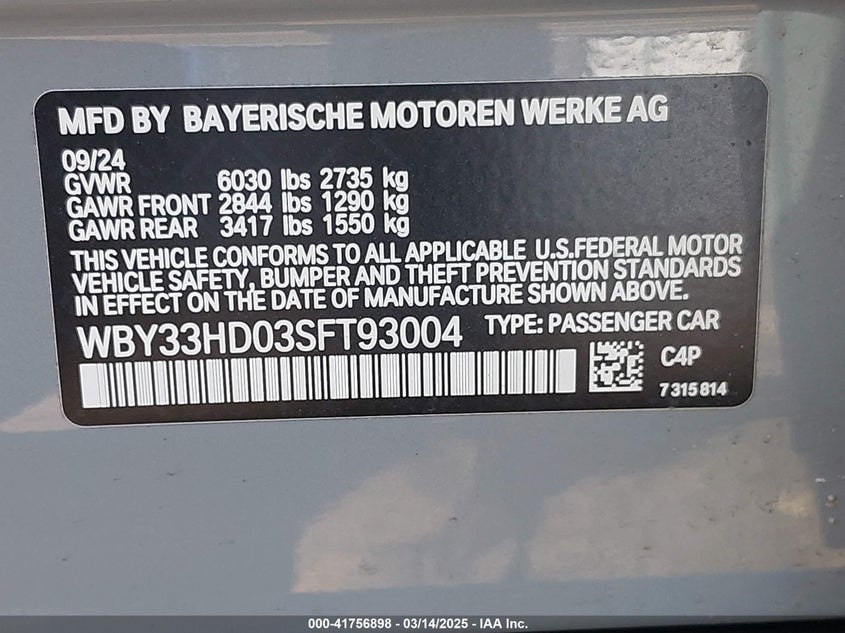 MFD BY BAYERISCHE MOTOREN WERKE AG
09/24
GVWR 6030 lbs 2735 kg
GAWR FRONT 2844 lbs 1290 kg
GAWR REAR 3417 lbs 1550 kg
THIS VEHICLE CONFORMS TO ALL APPLICABLE U.S.FEDERAL MOTOR
VEHICLE SAFETY, BUMPER AND THEFT PREVENTION STANDARDS
IN EFFECT ON THE DATE OF MANUFACTURE SHOWN ABOVE.
WBY33HD03SFT93004 TYPE: PASSENGER CAR
C4P
7315814
000-41756898 - 03/14/2025 - IAA Inc.